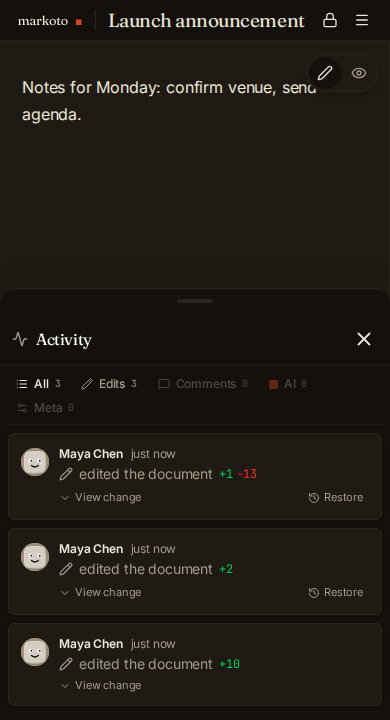 markoto
Launch announcement
Notes for Monday: confirm venue, send
agenda.
Activity
All 3 Edits 3 Comments 0 AI 0
Meta 0
Maya Chen just now
edited the document +1 -13
View change Restore
Maya Chen just now
edited the document +2
View change Restore
Maya Chen just now
edited the document +10
View change